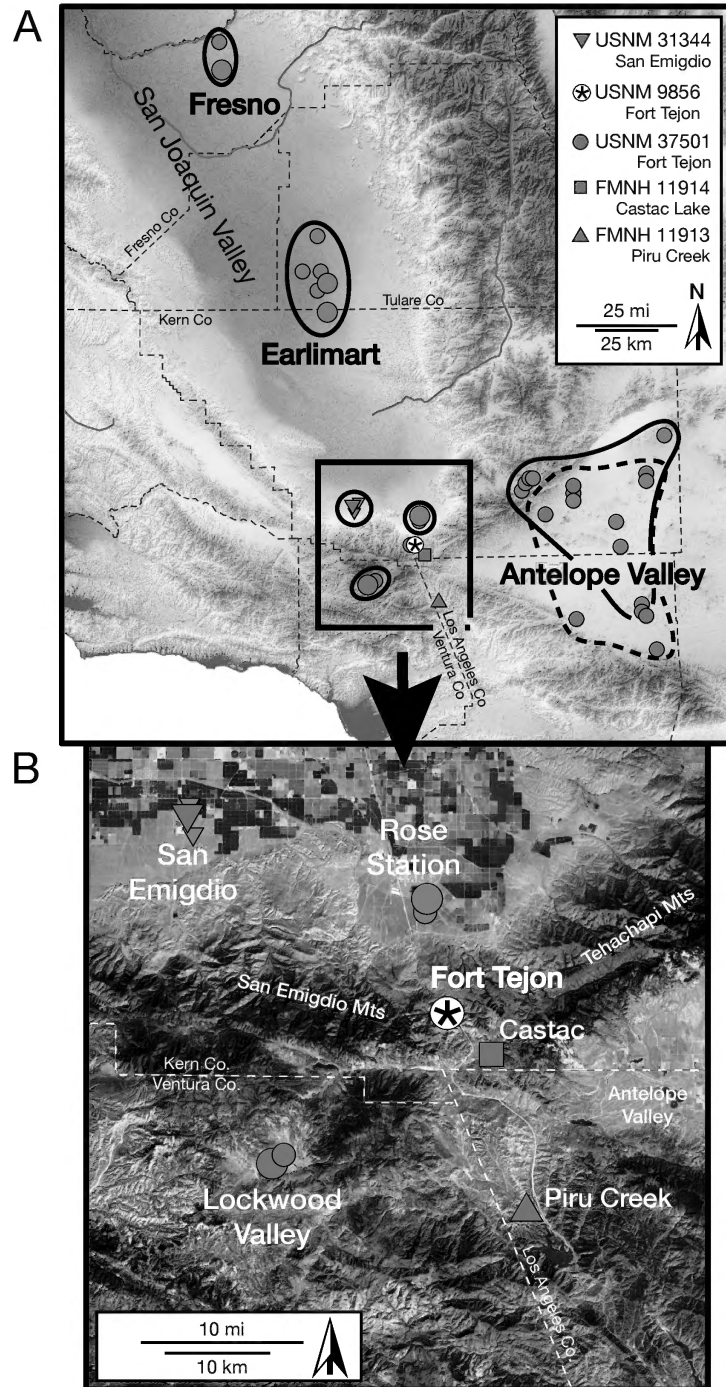 A
USNM 31344
San Emigdio
USNM 9856
Fort Tejon
USNM 37501
Fort Tejon
FMNH 11914
Castac Lake
FMNH 11913
Piru Creek
25 mi
25 km
N
Fresno
San Joaquin Valley
Fresno Co
Kern Co
Tulare Co
Earlimart
Antelope Valley
Los Angeles Co
Ventura Co
B
San
Emigdio
Rose
Station
Tehachapi Mts
Fort Tejon
San Emigdio Mts
Castac
Kern Co.
Ventura Co.
Antelope
Valley
Lockwood
Valley
Piru Creek
Los Angeles Co.
10 mi
10 km